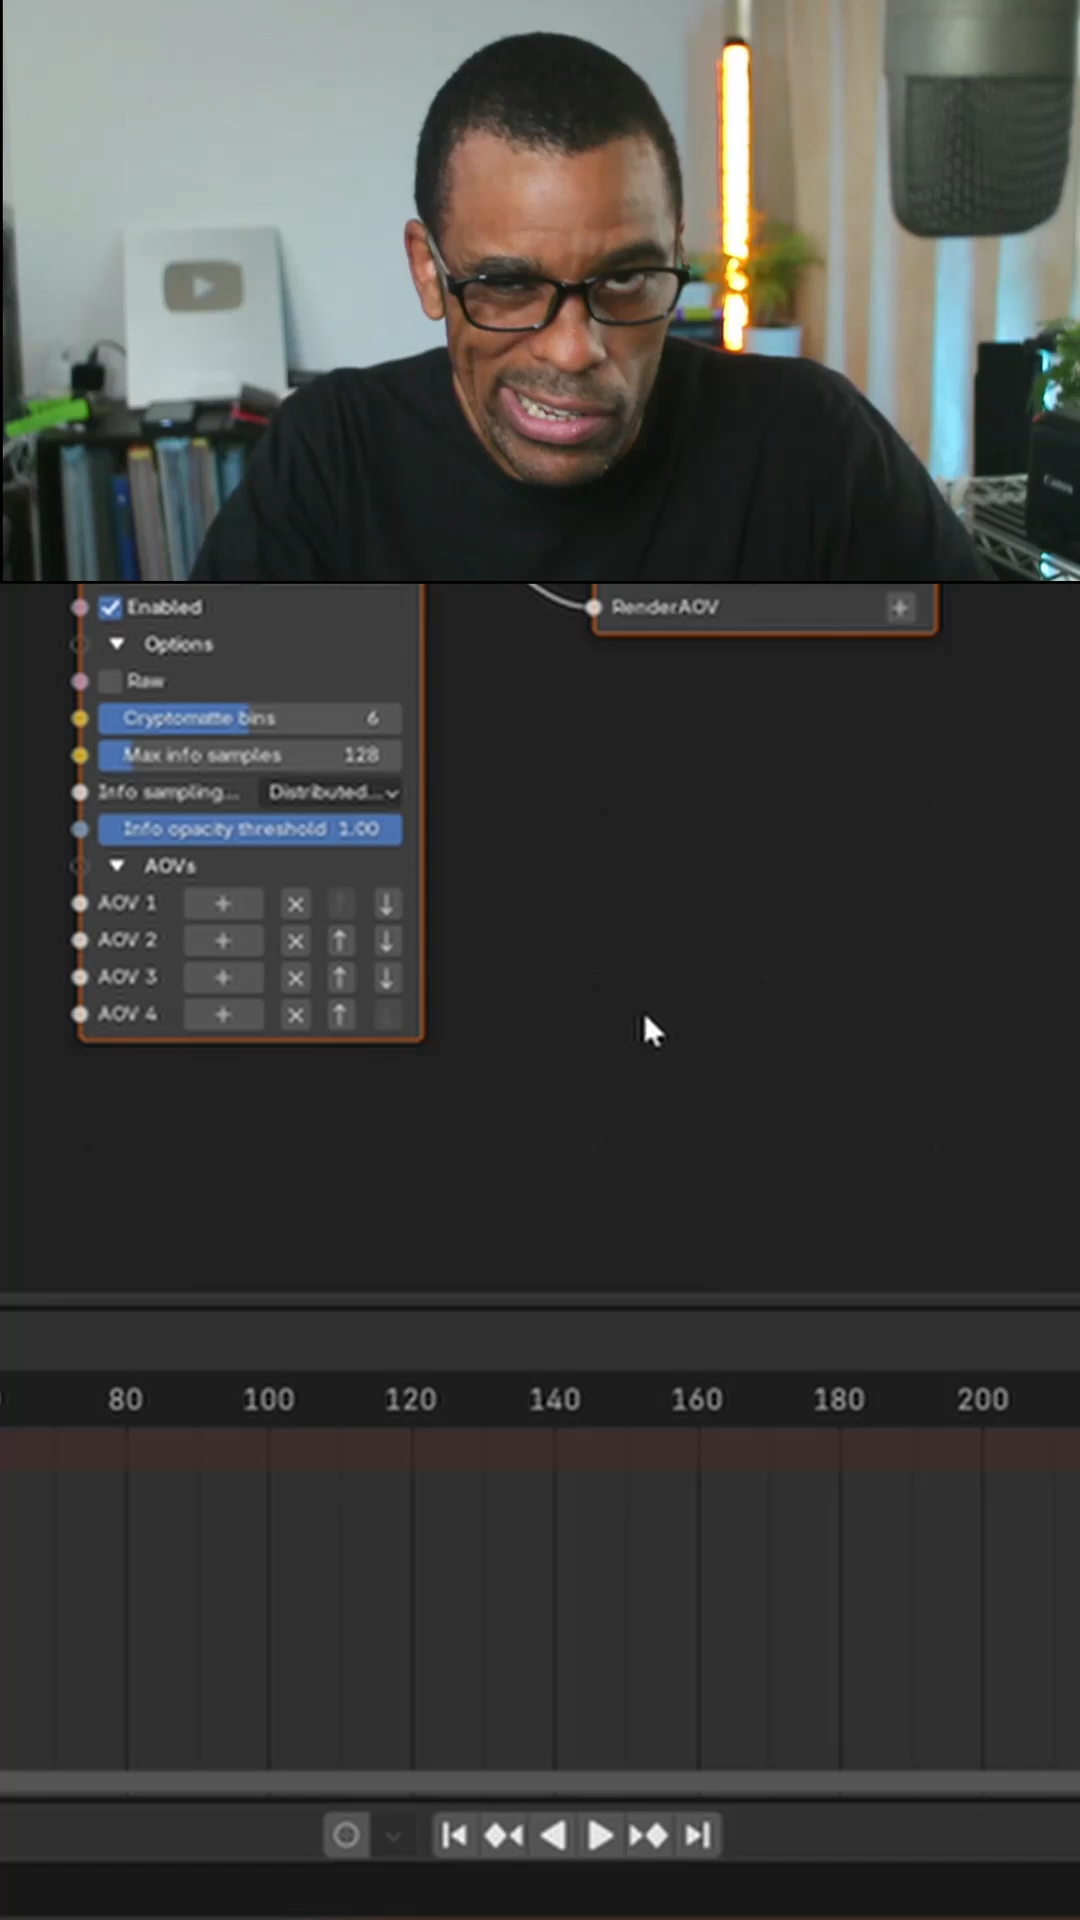 Canon
Enabled
RenderAOV
Options
Raw
Cryptomatte bins 6
Max info samples 128
Info sampling... Distributed...
Info opacity threshold 1.00
AOVs
AOV 1
AOV 2
AOV 3
AOV 4
80 100 120 140 160 180 200